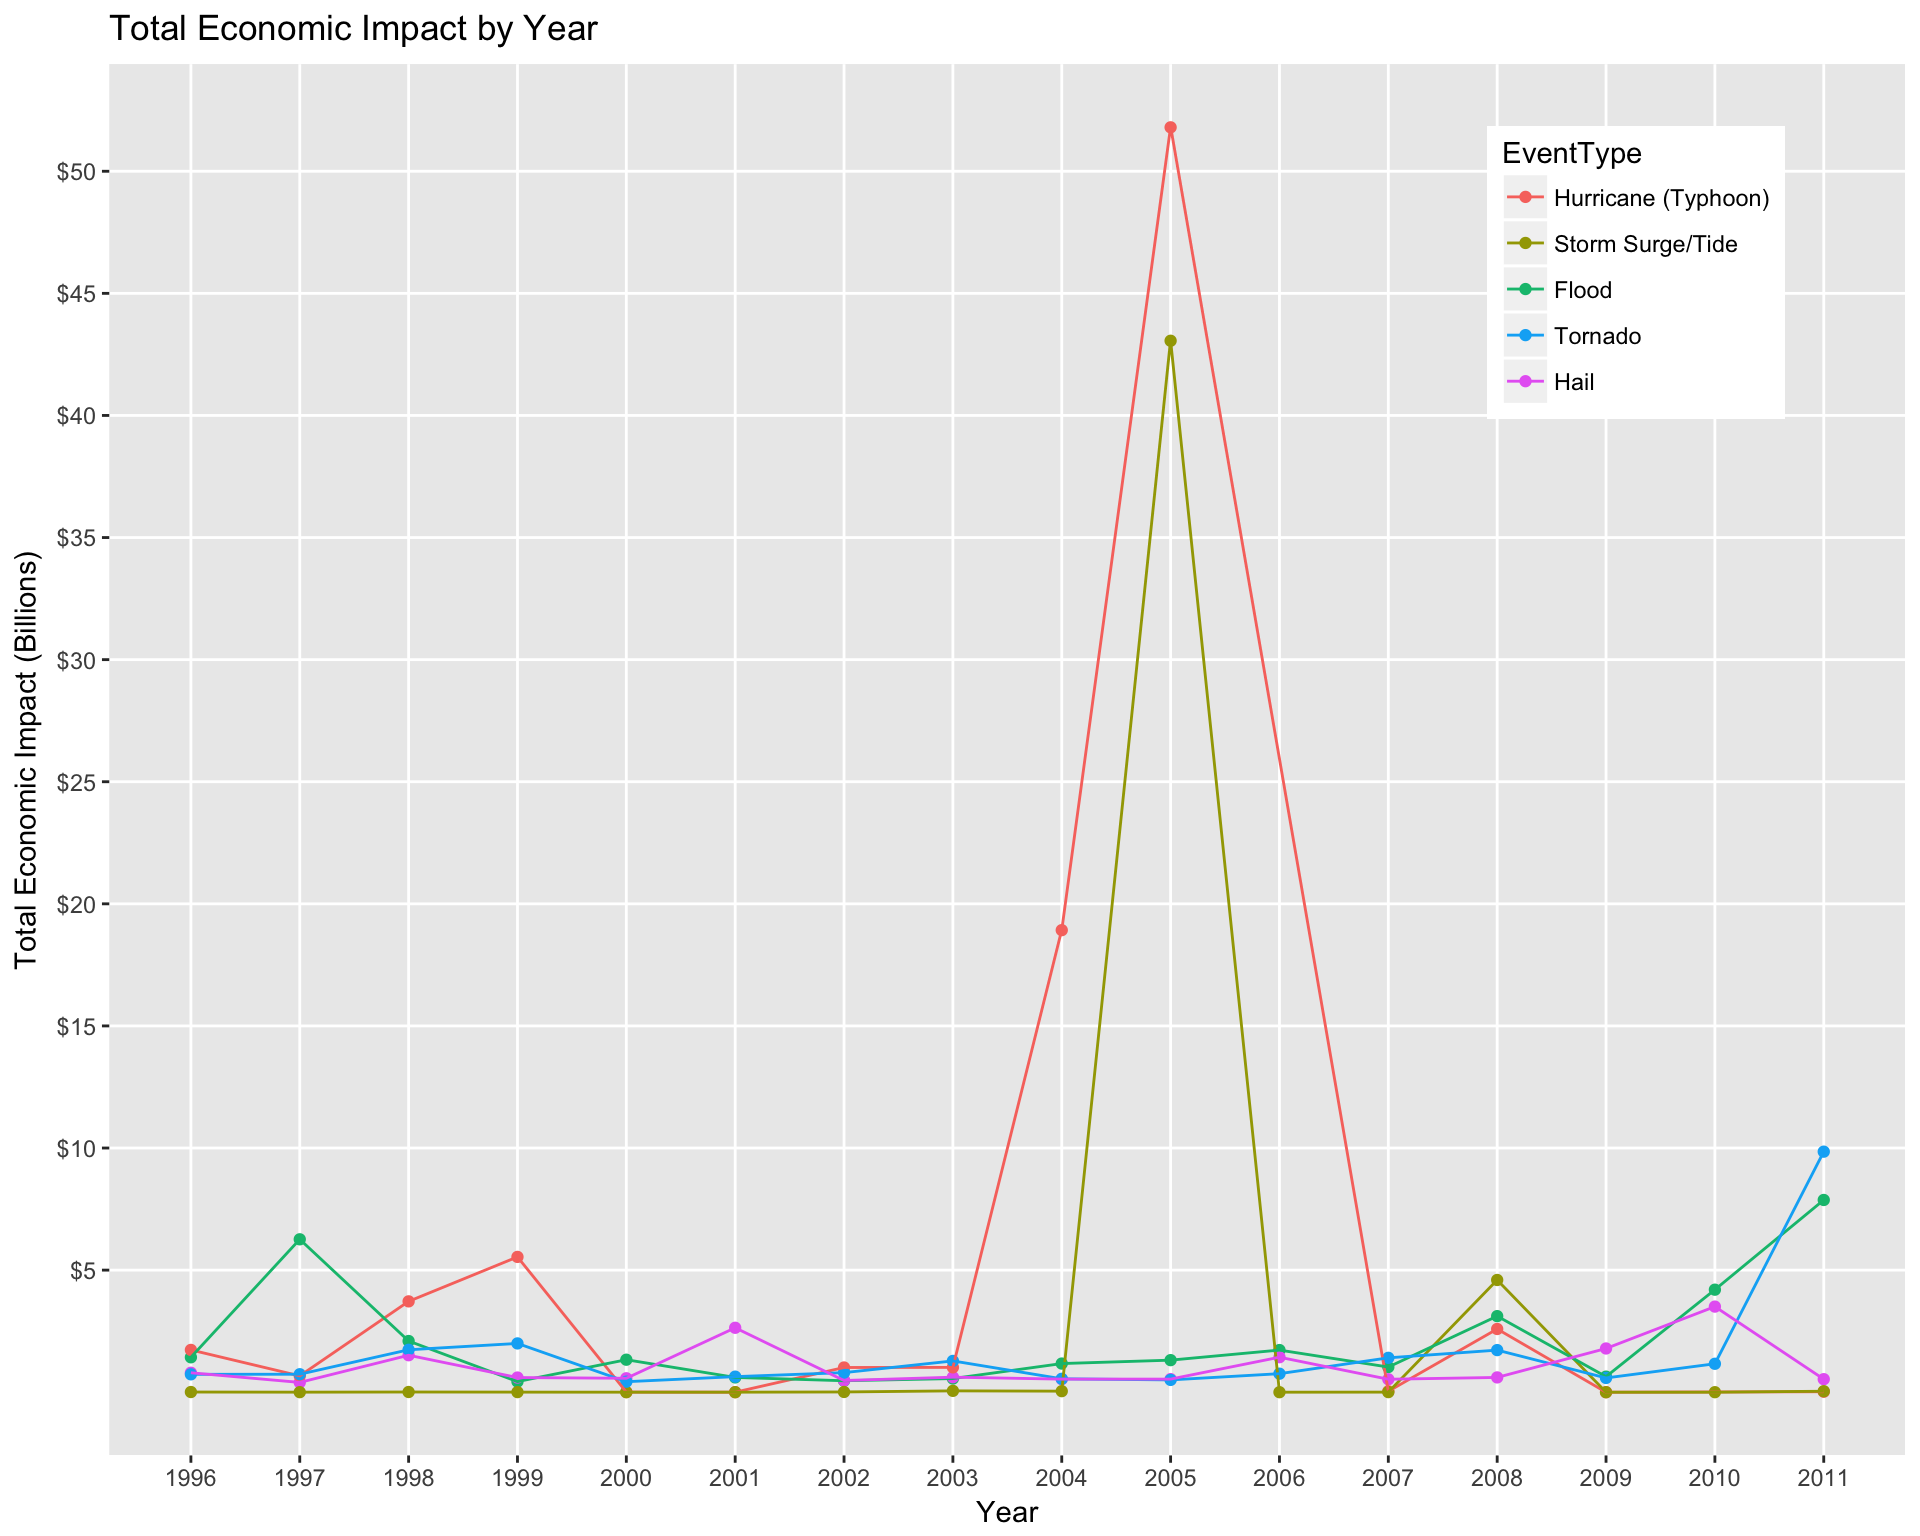 Total Economic Impact by Year
Total Economic Impact (Billions)
$50
$45
$40
$35
$30
$25
$20
$15
$10
$5
EventType
Hurricane (Typhoon)
Storm Surge/Tide
Flood
Tornado
Hail
1996 1997 1998 1999 2000 2001 2002 2003 2004 2005 2006 2007 2008 2009 2010 2011
Year